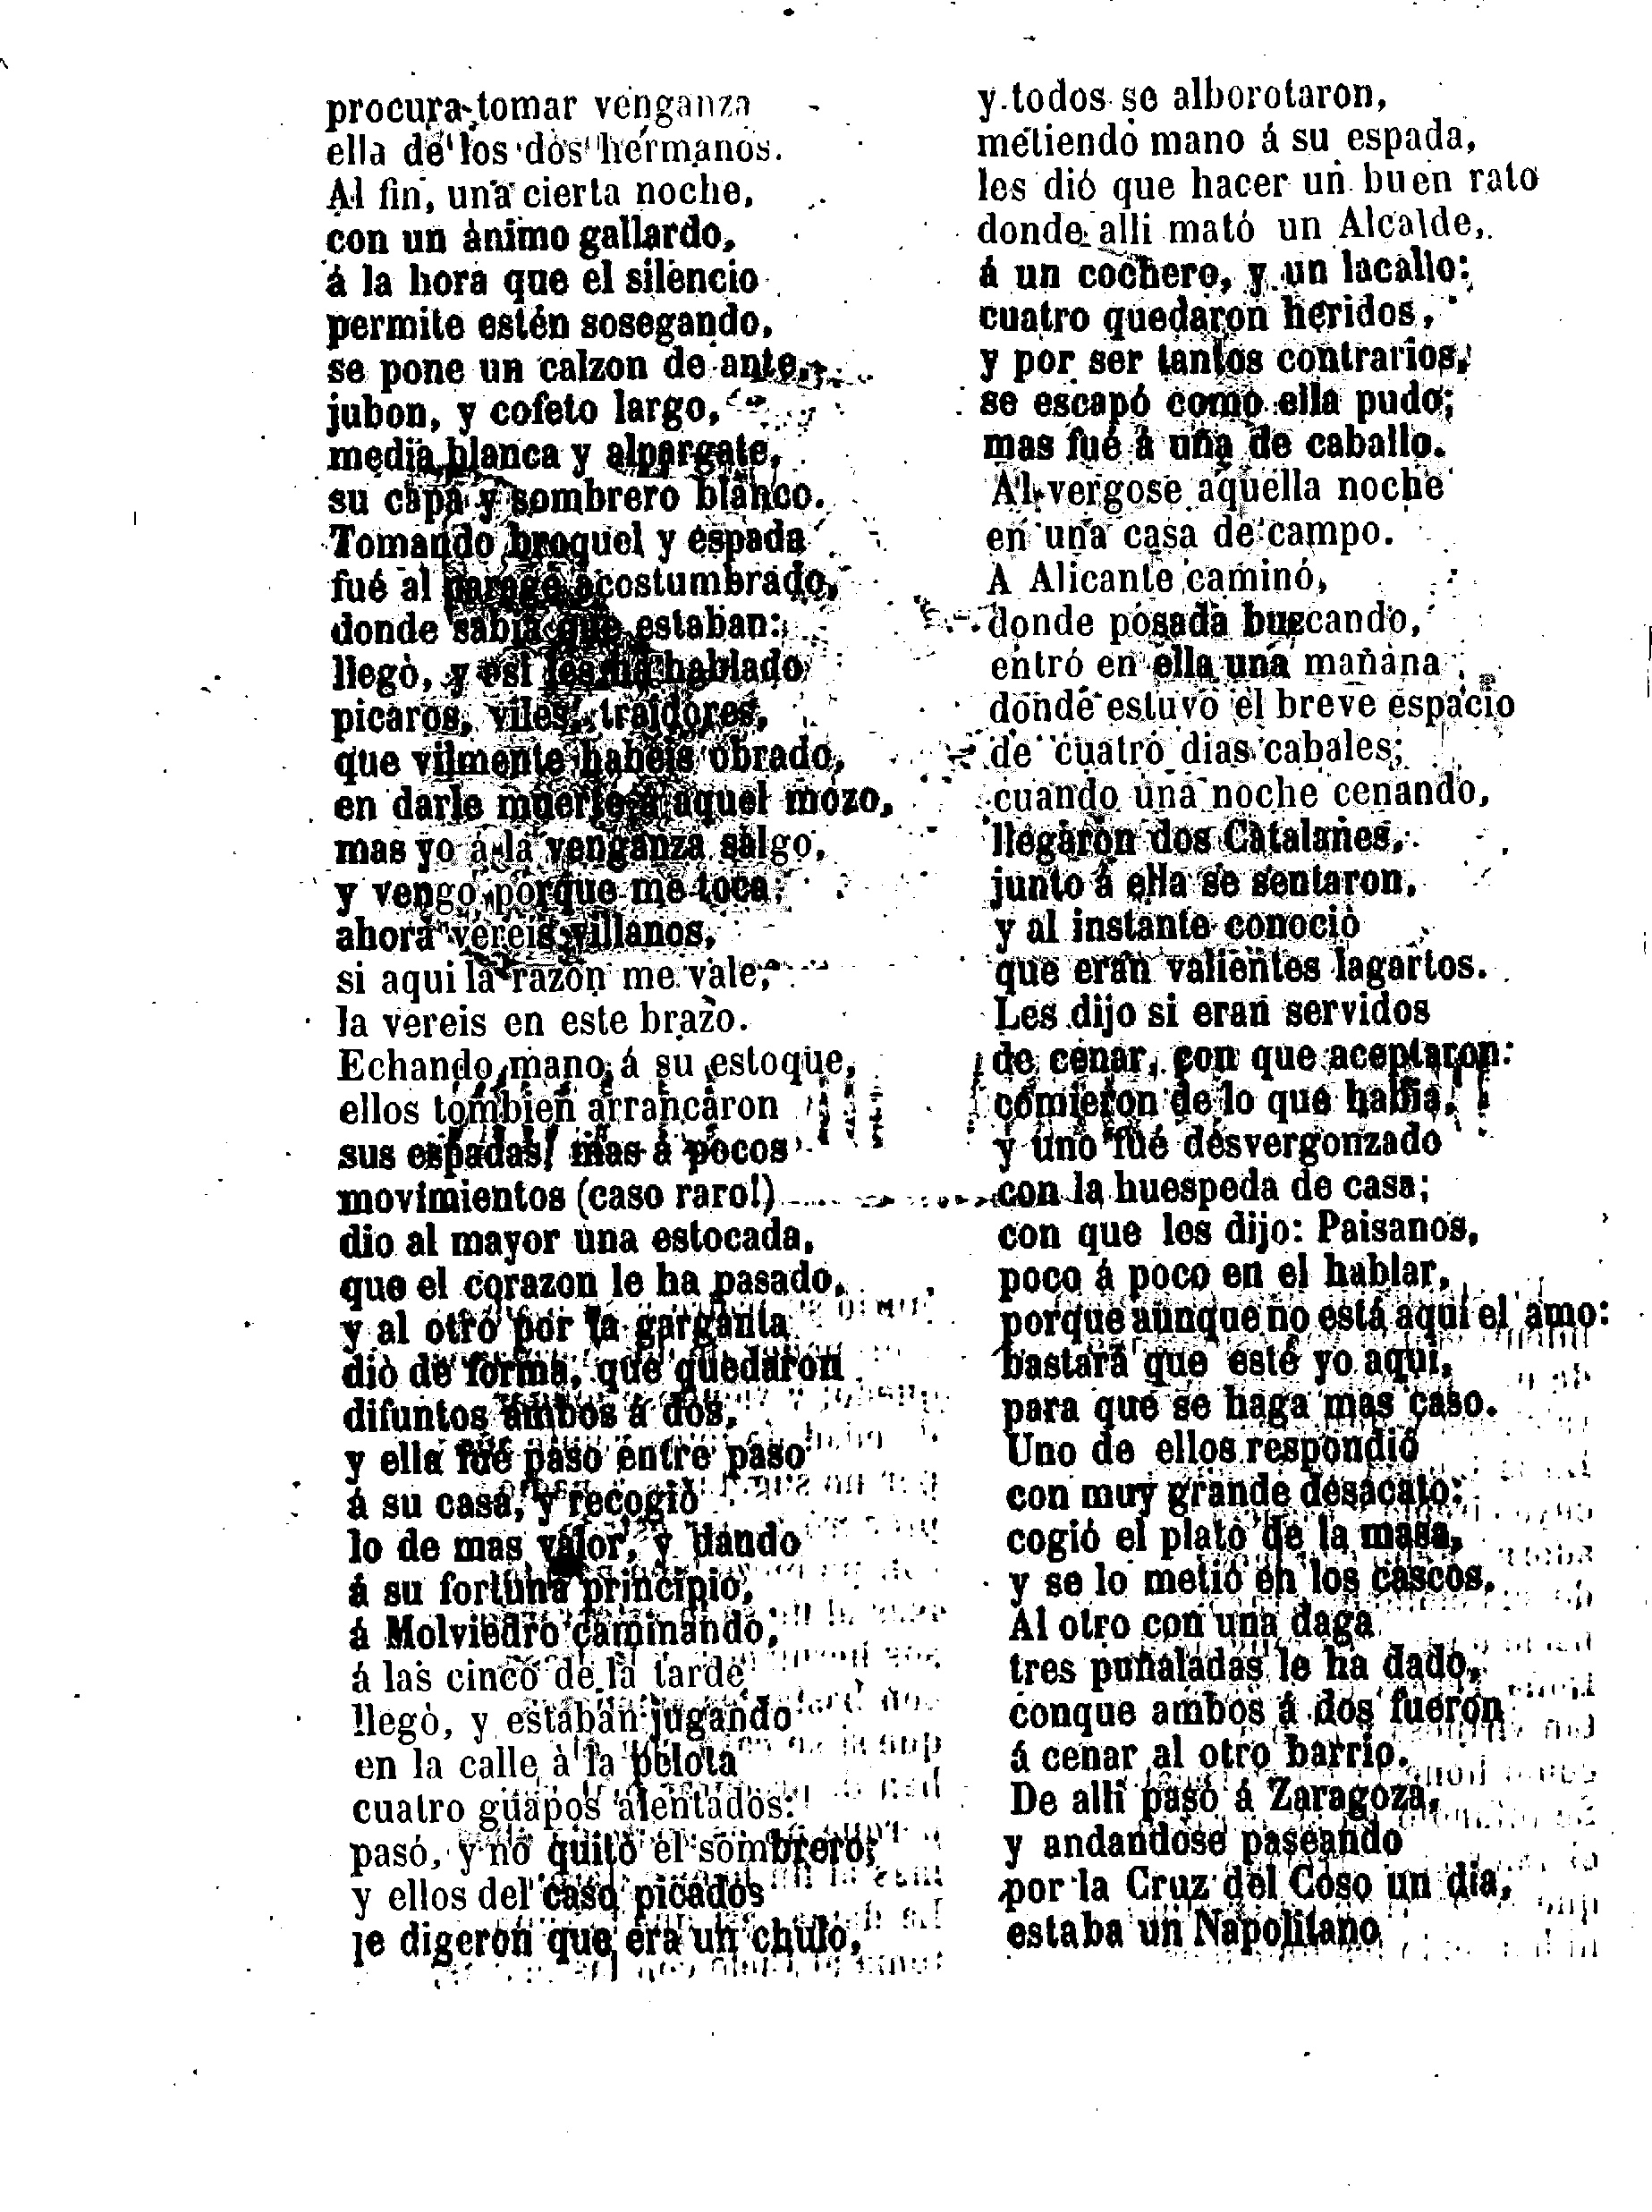 procura tomar venganza
ella de los dos hermanos.
Al fin, una cierta noche,
con un ànimo gallardo,
á la hora que el silencio
permite estén sosegando,
se pone un calzon de ante,
jubon, y cofeto largo,
media blanca y alpargate,
su capa y sombrero blanco.
Tomando broquel y espada
fué al parage acostumbrado,
donde sabia que estaban:
llegò, y asi les ha hablado
picaros, viles, traidores,
que vilmente habeis obrado,
en darle muerte á aquel mozo,
mas yo á la venganza salgo,
y vengo porque me toca;
ahora vereis villanos,
si aqui la razon me vale,
la vereis en este brazo.
Echando mano á su estoque,
ellos tombien arrancaron
sus espadas, mas á pocos
movimientos (caso raro!)
dio al mayor una estocada,
que el corazon le ha pasado,
y al otro por la garganta
diò de forma, que quedaron
difuntos ambos á dos,
y ella fué paso entre paso
á su casa, y recogiò
lo de mas valor, y dando
á su fortuna principio,
á Molviedro caminando,
á las cinco de la tarde
llegò, y estaban jugando
en la calle à la pelota
cuatro guapos alentados:
pasó, y no quitò el sombrero;
y ellos del caso picados
le digeron que era un chulo,
y todos se alborotaron,
metiendo mano á su espada,
les dió que hacer un buen rato
donde alli mató un Alcalde,
á un cochero, y un lacallo:
cuatro quedaron heridos,
y por ser tantos contrarios,
se escapó como ella pudo;
mas fué á uña de caballo.
Alvergose aquella noche
en una casa de campo.
A Alicante caminó,
donde posada buscando,
entró en ella una mañana
donde estuvo el breve espacio
de cuatro dias cabales;
cuando una noche cenando,
llegaron dos Catalanes,
junto á ella se sentaron,
y al instante conociò
que eran valientes lagartos.
Les dijo si eran servidos
de cenar, con que aceptaron:
comieron de lo que habia,
y uno fué desvergonzado
con la huespeda de casa;
con que les dijo: Paisanos,
poco á poco en el hablar,
porque aunque no está aqui el amo:
bastará que esté yo aqui,
para que se haga mas caso.
Uno de ellos respondió
con muy grande desacato;
cogió el plato de la masa,
y se lo metió en los cascos,
Al otro con una daga
tres puñaladas le ha dado,
conque ambos á dos fueron
á cenar al otro barrio.
De alli pasó á Zaragoza,
y andandose paseando
por la Cruz del Coso un dia,
estaba un Napolitano